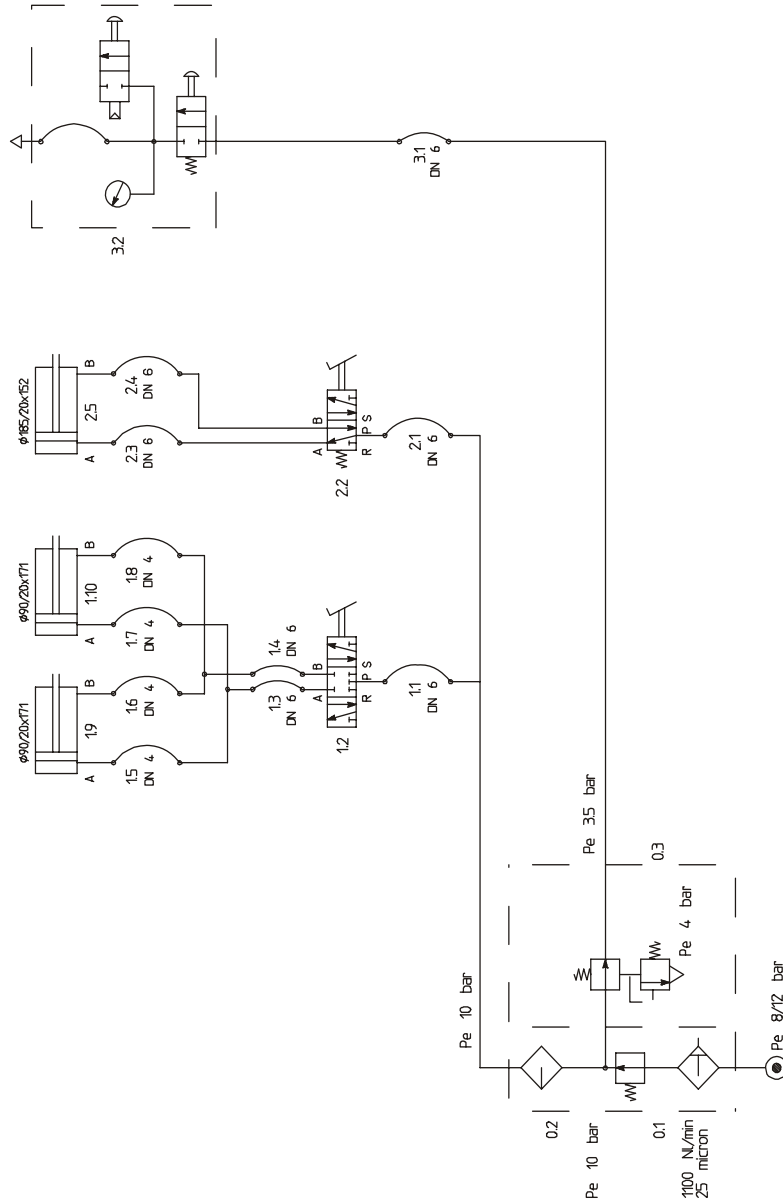 3.2
3.1
DN 6
φ185/20x152
A
B
2.5
2.3
DN 6
2.4
DN 6
A
B
2.2
R
P
S
2.1
DN 6
φ90/20x171
A
B
1.10
1.7
DN 4
1.8
DN 4
φ90/20x171
A
B
1.9
1.5
DN 4
1.6
DN 4
1.3
DN 6
1.4
DN 6
A
B
1.2
R
P
S
1.1
DN 6
Pe 3.5 bar
0.3
Pe 4 bar
Pe 10 bar
Pe 8/12 bar
0.2
Pe 10 bar
0.1
1100 NL/min
25 micron